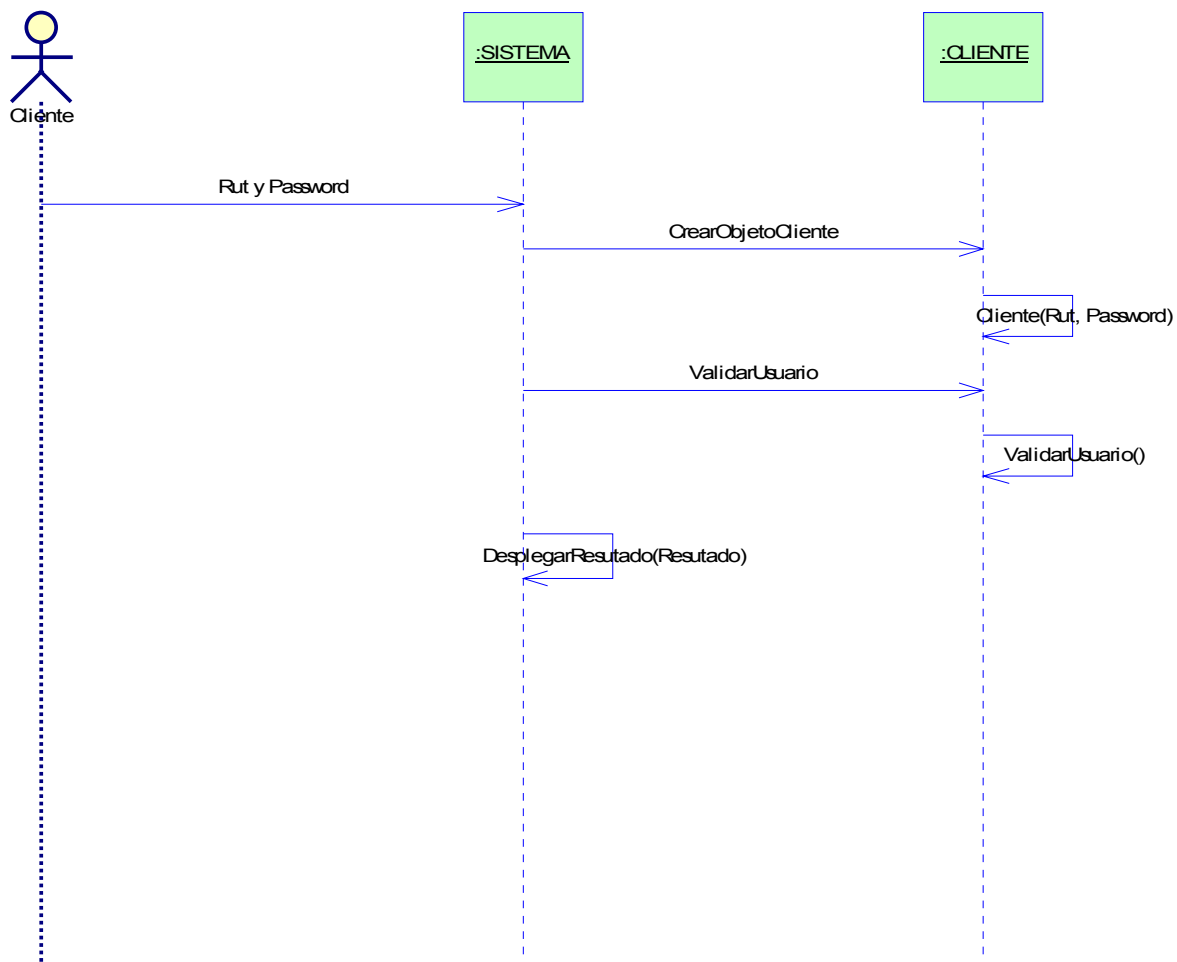 :SISTEMA
:CLIENTE
Cliente
Rut y Password
CrearObjetoCliente
Cliente(Rut, Password)
ValidarUsuario
ValidarUsuario()
DesplegarResutado(Resutado)